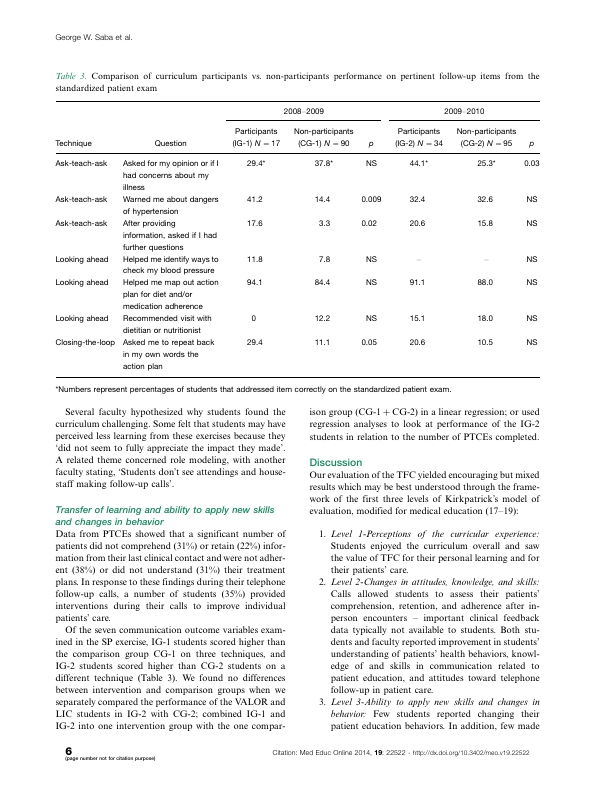 George W. Saba et al.
Table 3. Comparison of curriculum participants vs. non-participants performance on pertinent follow-up items from the
standardized patient exam
2008–2009 2009–2010
Participants Non-participants Participants Non-participants
Technique Question (IG-1) N = 17 (CG-1) N = 90 p (IG-2) N = 34 (CG-2) N = 95 p
Ask-teach-ask Asked for my opinion or if I 29.4* 37.8* NS 44.1* 25.3* 0.03
had concerns about my
illness
Ask-teach-ask Warned me about dangers 41.2 14.4 0.009 32.4 32.6 NS
of hypertension
Ask-teach-ask After providing 17.6 3.3 0.02 20.6 15.8 NS
information, asked if I had
further questions
Looking ahead Helped me identify ways to 11.8 7.8 NS – – NS
check my blood pressure
Looking ahead Helped me map out action 94.1 84.4 NS 91.1 88.0 NS
plan for diet and/or
medication adherence
Looking ahead Recommended visit with 0 12.2 NS 15.1 18.0 NS
dietitian or nutritionist
Closing-the-loop Asked me to repeat back 29.4 11.1 0.05 20.6 10.5 NS
in my own words the
action plan
*Numbers represent percentages of students that addressed item correctly on the standardized patient exam.
Several faculty hypothesized why students found the
curriculum challenging. Some felt that students may have
perceived less learning from these exercises because they
'did not seem to fully appreciate the impact they made'.
A related theme concerned role modeling, with another
faculty stating, 'Students don't see attendings and house-
staff making follow-up calls'.
Transfer of learning and ability to apply new skills
and changes in behavior
Data from PTCEs showed that a significant number of
patients did not comprehend (31%) or retain (22%) infor-
mation from their last clinical contact and were not adher-
ent (38%) or did not understand (31%) their treatment
plans. In response to these findings during their telephone
follow-up calls, a number of students (35%) provided
interventions during their calls to improve individual
patients' care.
Of the seven communication outcome variables exam-
ined in the SP exercise, IG-1 students scored higher than
the comparison group CG-1 on three techniques, and
IG-2 students scored higher than CG-2 students on a
different technique (Table 3). We found no differences
between intervention and comparison groups when we
separately compared the performance of the VALOR and
LIC students in IG-2 with CG-2; combined IG-1 and
IG-2 into one intervention group with the one compar-
ison group (CG-1 + CG-2) in a linear regression; or used
regression analyses to look at performance of the IG-2
students in relation to the number of PTCEs completed.
Discussion
Our evaluation of the TFC yielded encouraging but mixed
results which may be best understood through the frame-
work of the first three levels of Kirkpatrick's model of
evaluation, modified for medical education (17–19):
1. Level 1-Perceptions of the curricular experience:
Students enjoyed the curriculum overall and saw
the value of TFC for their personal learning and for
their patients' care.
2. Level 2-Changes in attitudes, knowledge, and skills:
Calls allowed students to assess their patients'
comprehension, retention, and adherence after in-
person encounters – important clinical feedback
data typically not available to students. Both stu-
dents and faculty reported improvement in students'
understanding of patients' health behaviors, knowl-
edge of and skills in communication related to
patient education, and attitudes toward telephone
follow-up in patient care.
3. Level 3-Ability to apply new skills and changes in
behavior: Few students reported changing their
patient education behaviors. In addition, few made
6
(page number not for citation purpose)
Citation: Med Educ Online 2014, 19: 22522 - http://dx.doi.org/10.3402/meo.v19.22522